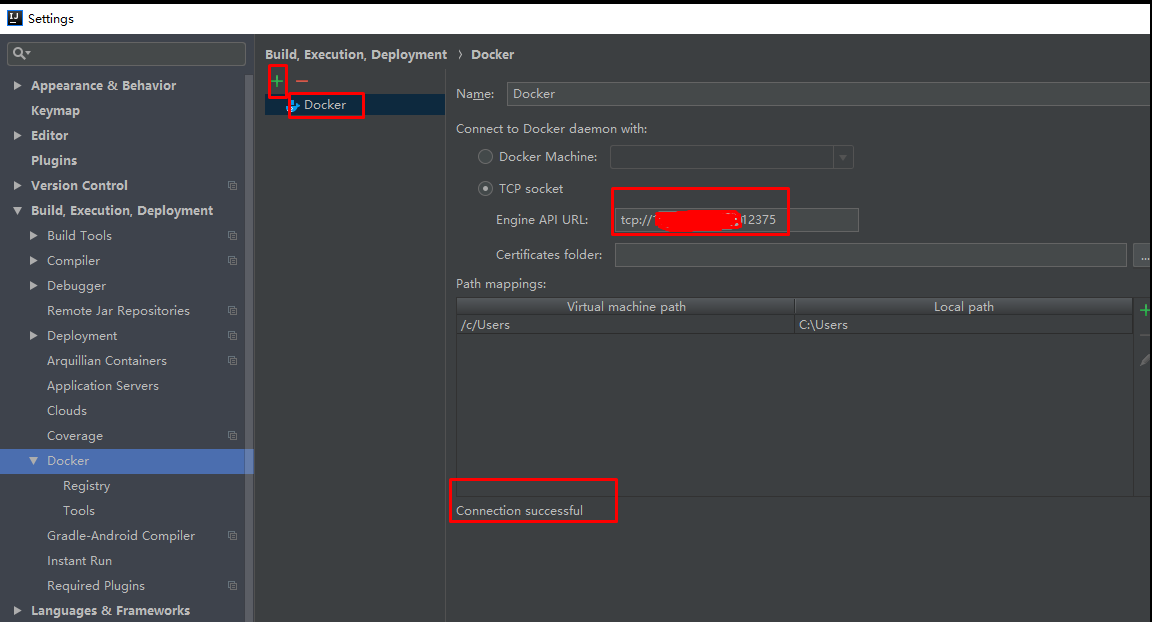 Settings
Build, Execution, Deployment › Docker
Appearance & Behavior
Keymap
Editor
Plugins
Version Control
Build, Execution, Deployment
Build Tools
Compiler
Debugger
Remote Jar Repositories
Deployment
Arquillian Containers
Application Servers
Clouds
Coverage
Docker
Registry
Tools
Gradle-Android Compiler
Instant Run
Required Plugins
Languages & Frameworks
Docker
Name: Docker
Connect to Docker daemon with:
Docker Machine:
TCP socket
Engine API URL: tcp:// 12375
Certificates folder: ...
Path mappings:
Virtual machine path Local path
/c/Users C:\Users
Connection successful